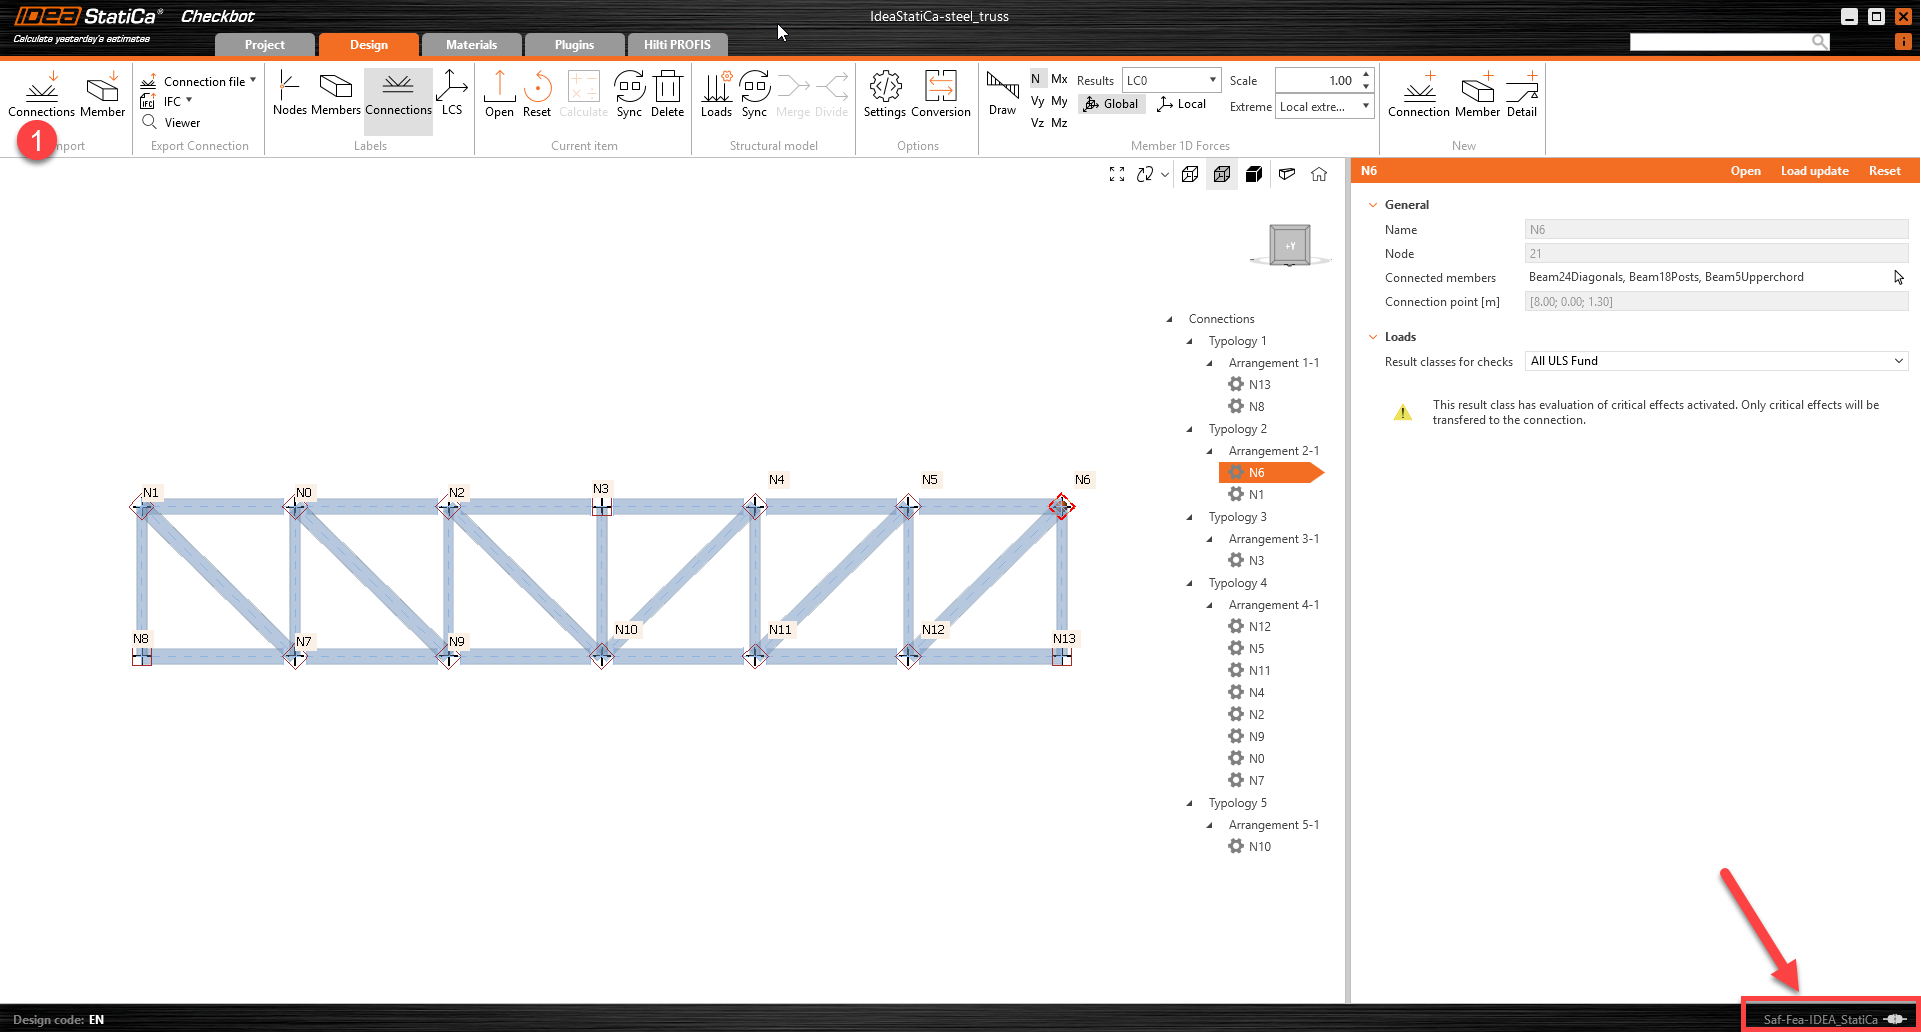 IDEA StatiCa® Checkbot
Calculate yesterday's estimates
IdeaStatiCa-steel_truss
Project Design Materials Plugins Hilti PROFIS
i
Connections Member
1
Connection file
IFC
Viewer
Export Connection
Nodes Members Connections LCS
Labels
Open Reset Calculate Sync Delete
Current item
Loads Sync Merge Divide
Structural model
Settings Conversion
Options
Draw
N Mx
Vy My
Vz Mz
Results LC0
Global Local
Scale 1.00
Extreme Local extre...
Member 1D Forces
Connection Member Detail
New
+Y
N1 N0 N2 N3 N4 N5 N6
N8 N7 N9 N10 N11 N12 N13
Connections
Typology 1
Arrangement 1-1
N13
N8
Typology 2
Arrangement 2-1
N6
N1
Typology 3
Arrangement 3-1
N3
Typology 4
Arrangement 4-1
N12
N5
N11
N4
N2
N9
N0
N7
Typology 5
Arrangement 5-1
N10
N6 Open Load update Reset
General
Name N6
Node 21
Connected members Beam24Diagonals, Beam18Posts, Beam5Upperchord
Connection point [m] [8.00; 0.00; 1.30]
Loads
Result classes for checks All ULS Fund
This result class has evaluation of critical effects activated. Only critical effects will be
transfered to the connection.
Design code: EN
Saf-Fea-IDEA_StatiCa